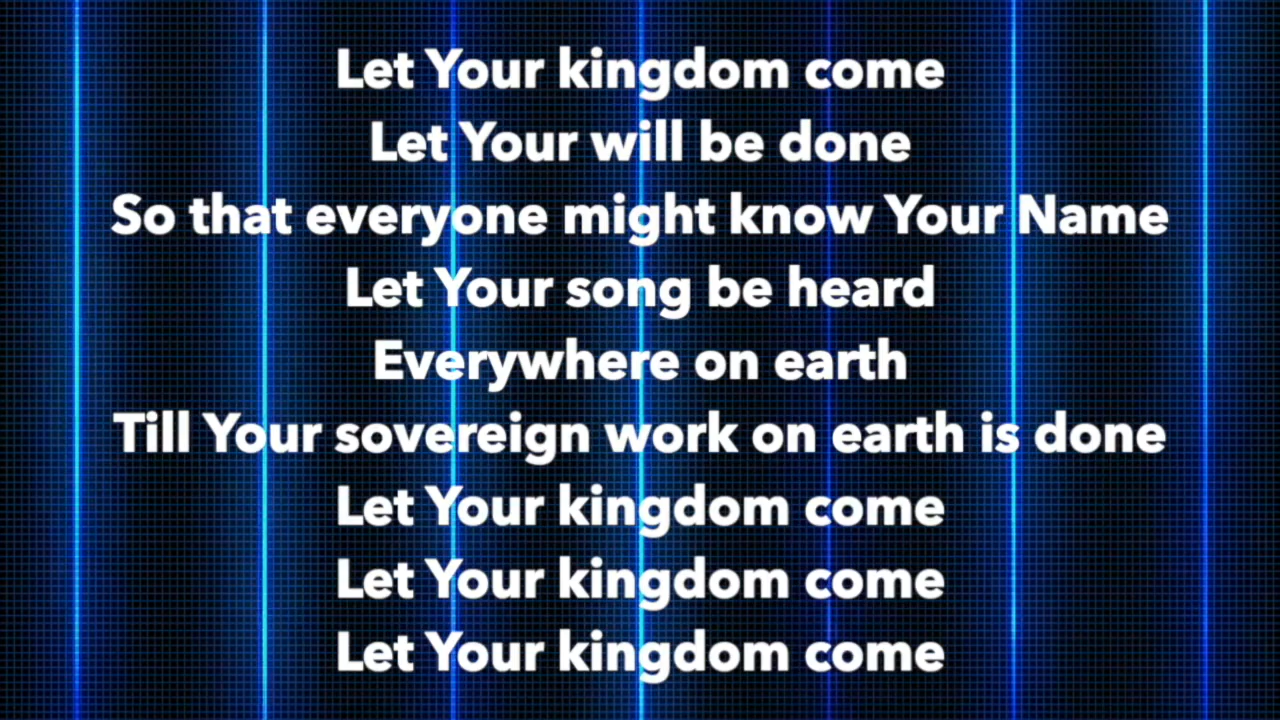 Let Your kingdom come
Let Your will be done
So that everyone might know Your Name
Let Your song be heard
Everywhere on earth
Till Your sovereign work on earth is done
Let Your kingdom come
Let Your kingdom come
Let Your kingdom come